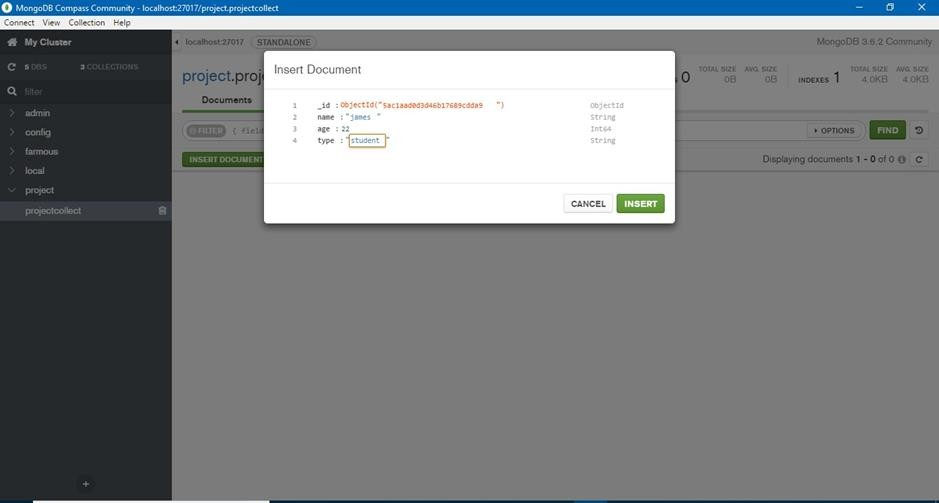 MongoDB Compass Community - localhost:27017/project.projectcollect
Connect View Collection Help
My Cluster
5 DBS 3 COLLECTIONS
filter
admin
config
farmous
local
project
projectcollect
localhost:27017 STANDALONE MongoDB 3.6.2 Community
project.proj
0 TOTAL SIZE 0B AVG. SIZE 0B INDEXES 1 TOTAL SIZE 4.0KB AVG. SIZE 4.0KB
Documents
FILTER { field OPTIONS FIND
INSERT DOCUMENT Displaying documents 1 - 0 of 0
Insert Document
1 _id : ObjectId("5ac1aad0d3d46b17689cdda9 ") ObjectId
2 name : "james " String
3 age : 22 Int64
4 type : "student " String
CANCEL INSERT